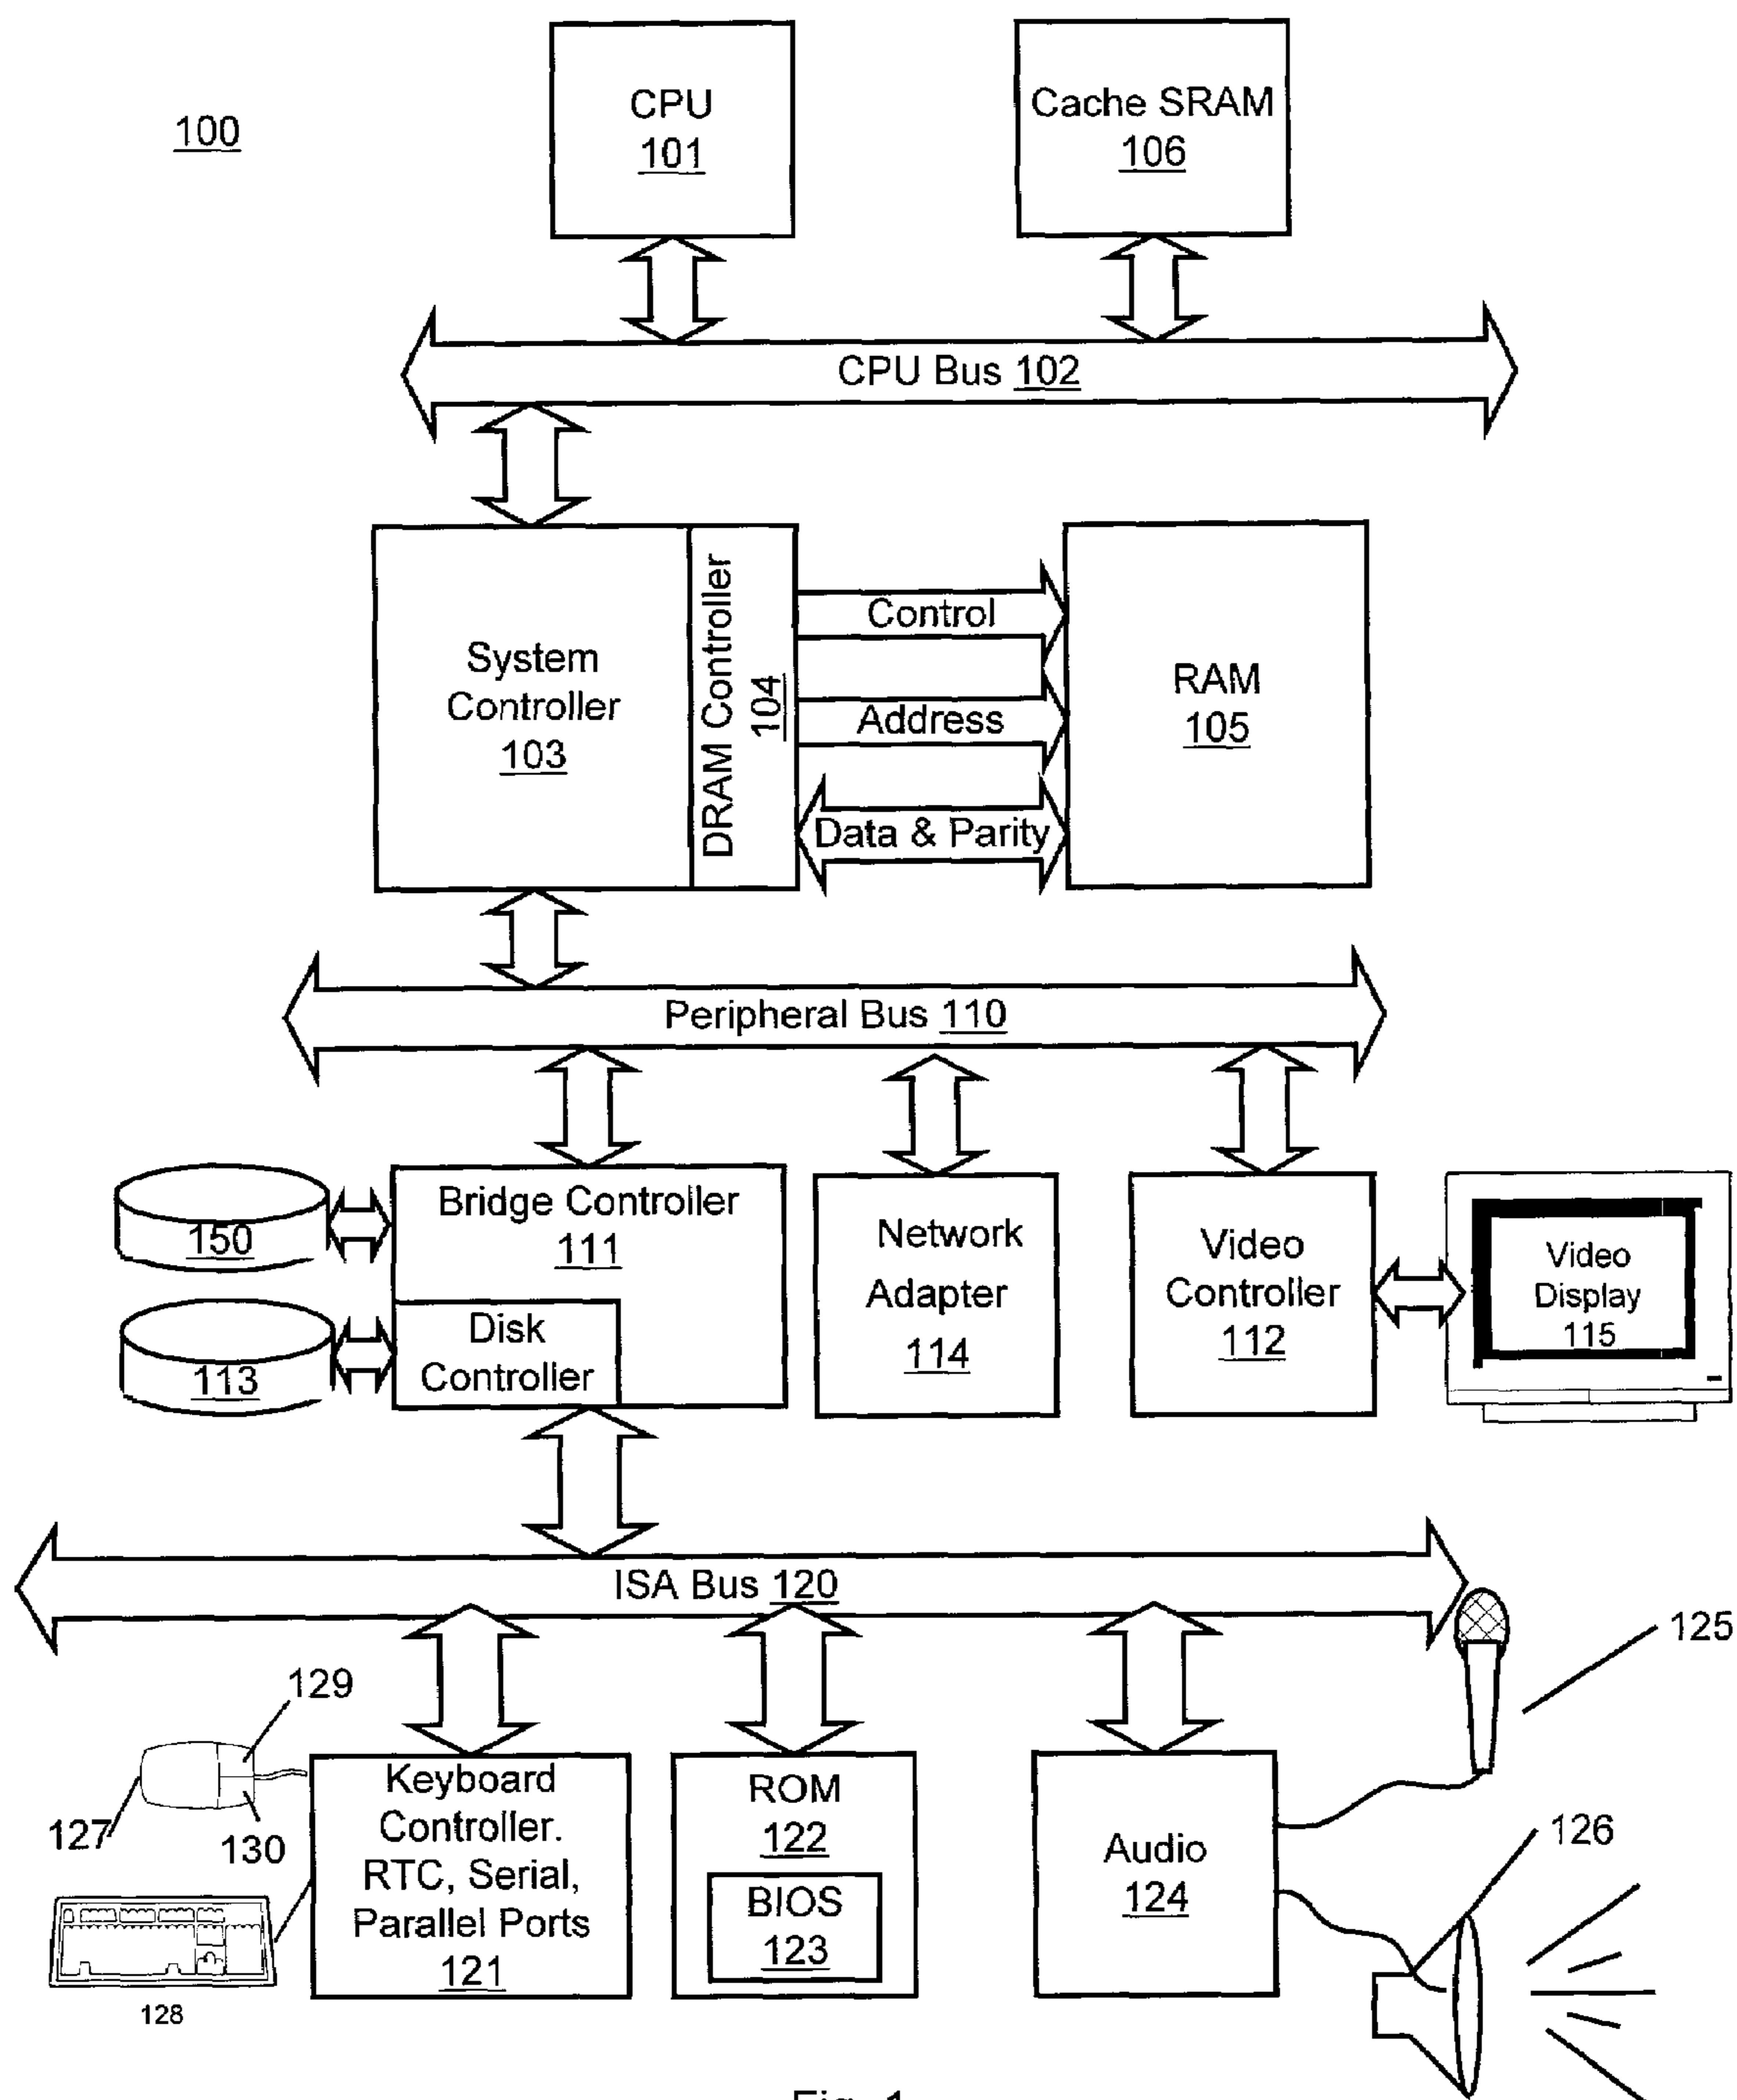 100
CPU
101
Cache SRAM
106
CPU Bus 102
System
Controller
103
DRAM Controller
104
Control
Address
Data & Parity
RAM
105
Peripheral Bus 110
150
113
Bridge Controller
111
Disk
Controller
Network
Adapter
114
Video
Controller
112
Video
Display
115
ISA Bus 120
125
129
127
130
128
Keyboard
Controller.
RTC, Serial,
Parallel Ports
121
ROM
122
BIOS
123
Audio
124
126
Fig. 1